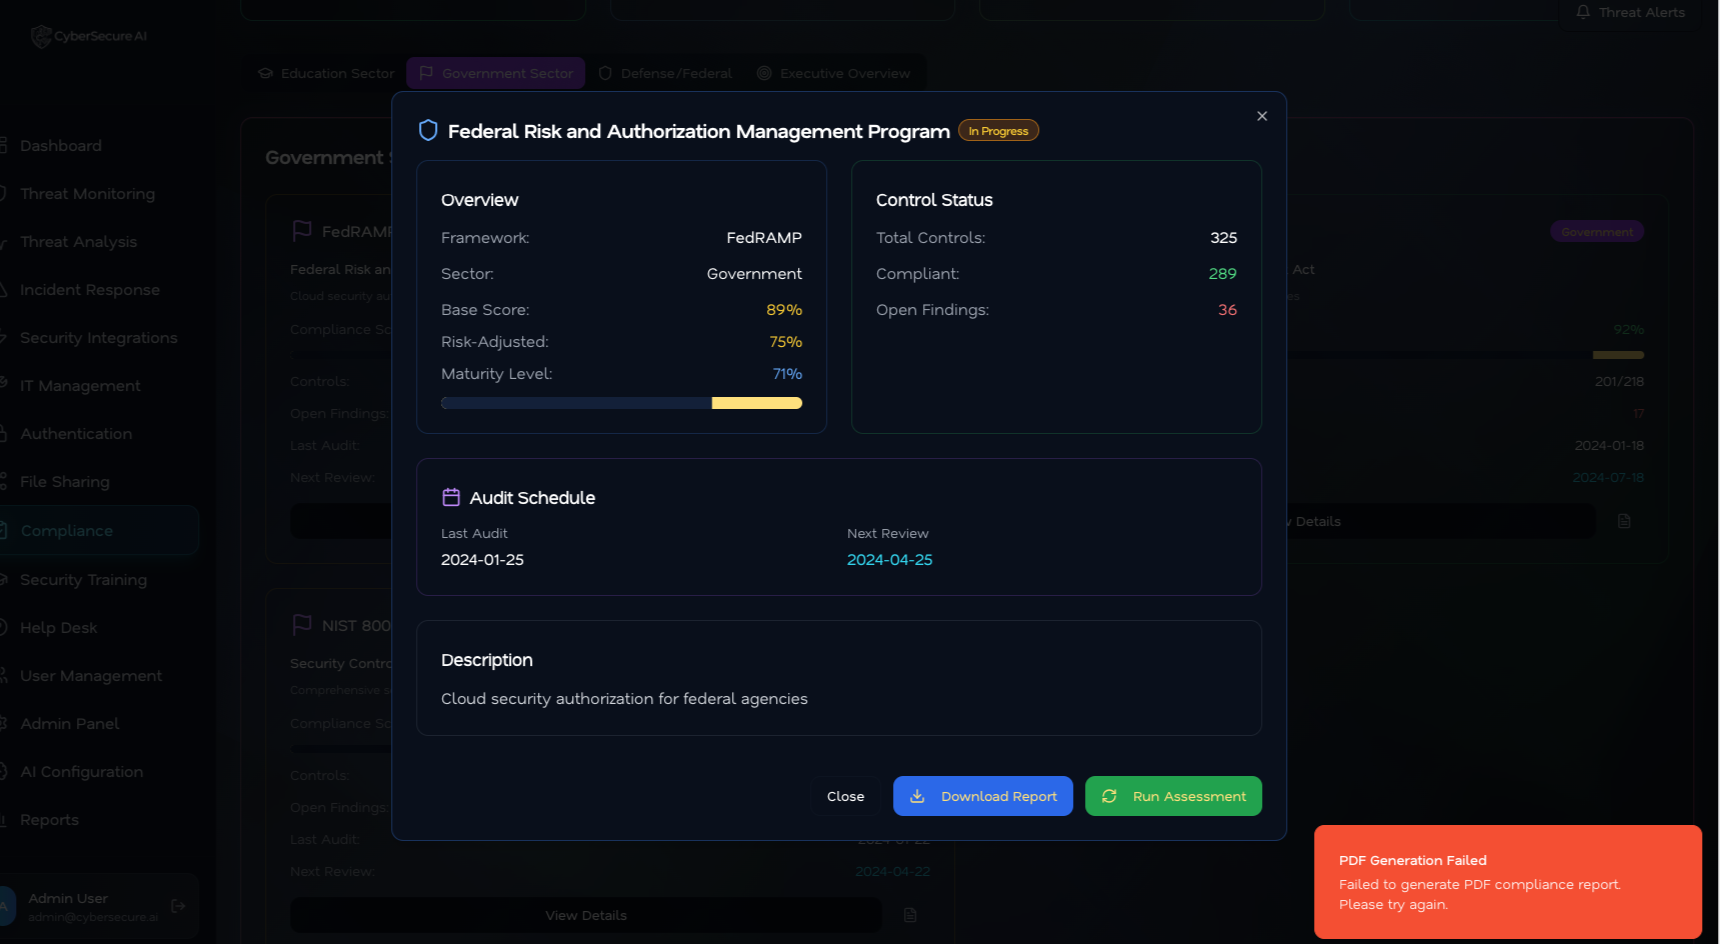 CyberSecure AI
Threat Alerts
Education Sector
Government Sector
Defense/Federal
Executive Overview
Dashboard
Threat Monitoring
Threat Analysis
Incident Response
Security Integrations
IT Management
Authentication
File Sharing
Compliance
Security Training
Help Desk
User Management
Admin Panel
AI Configuration
Reports
A
Admin User
admin@cybersecure.ai
Government
FedRAM
Federal Risk an
Cloud security au
Compliance Sc
Controls:
Open Findings:
Last Audit:
Next Review:
Government
Act
92%
201/218
17
2024-01-18
2024-07-18
Details
NIST 800
Security Contro
Comprehensive s
Compliance Sc
Controls:
Open Findings:
Last Audit:
Next Review:
2024-04-22
View Details
Federal Risk and Authorization Management Program
In Progress
Overview
Framework: FedRAMP
Sector: Government
Base Score: 89%
Risk-Adjusted: 75%
Maturity Level: 71%
Control Status
Total Controls: 325
Compliant: 289
Open Findings: 36
Audit Schedule
Last Audit
2024-01-25
Next Review
2024-04-25
Description
Cloud security authorization for federal agencies
Close
Download Report
Run Assessment
PDF Generation Failed
Failed to generate PDF compliance report.
Please try again.